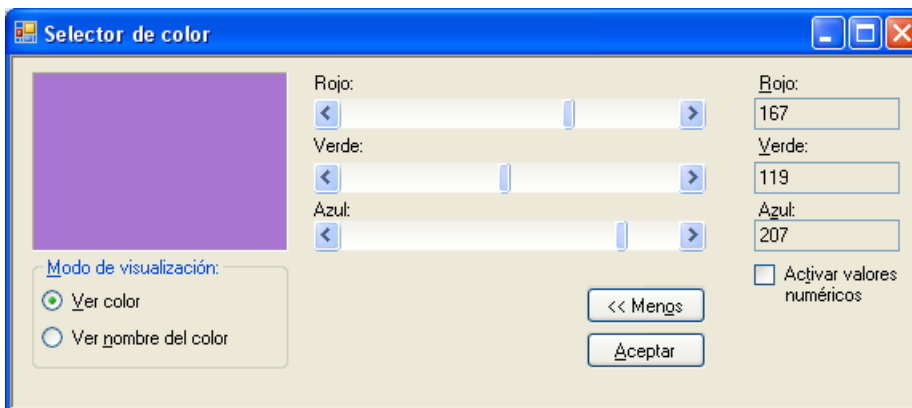 Selector de color
Rojo:
Verde:
Azul:
Rojo:
167
Verde:
119
Azul:
207
Activar valores
numéricos
Modo de visualización:
Ver color
Ver nombre del color
<< Menos
Aceptar